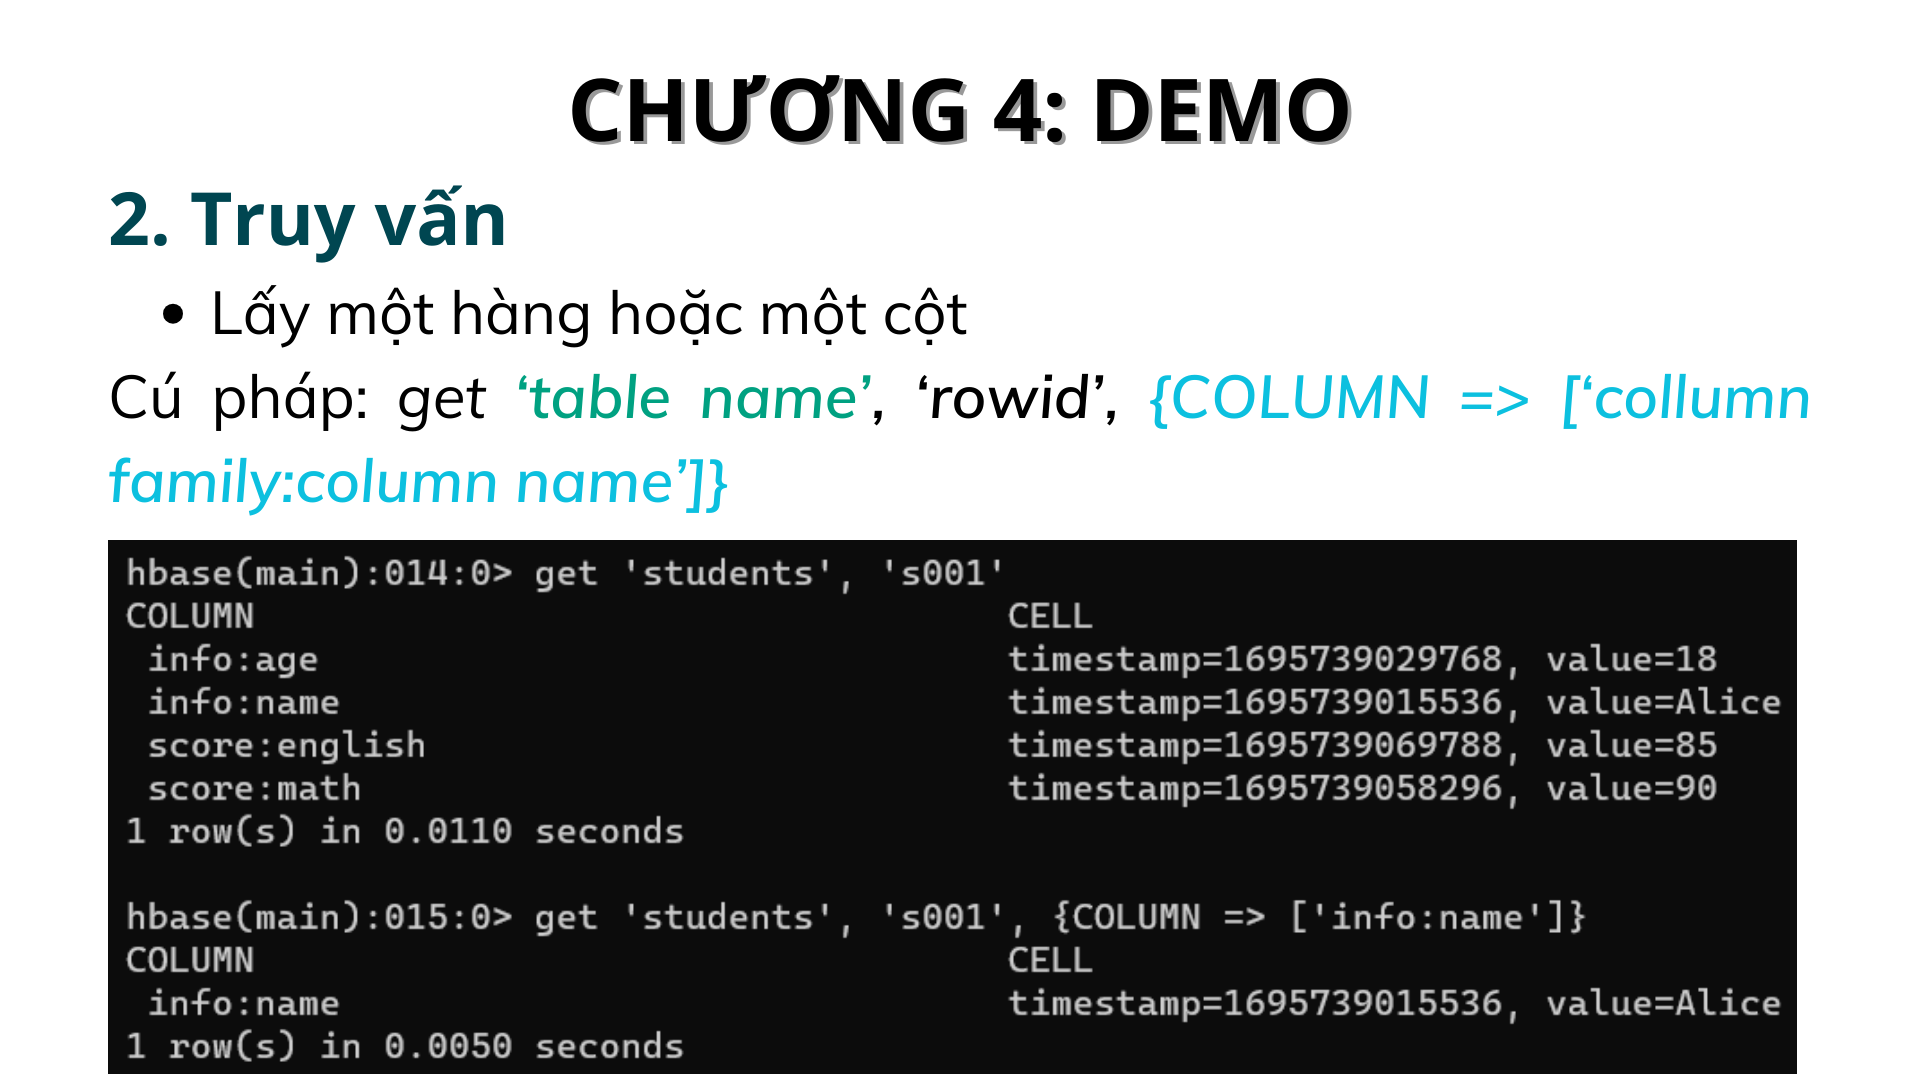 CHƯƠNG 4: DEMO
2. Truy vấn
• Lấy một hàng hoặc một cột
Cú pháp: get ‘table name’, ‘rowid’, {COLUMN => [‘collumn
family:column name’]}
hbase(main):014:0> get 'students', 's001'
COLUMN CELL
info:age timestamp=1695739029768, value=18
info:name timestamp=1695739015536, value=Alice
score:english timestamp=1695739069788, value=85
score:math timestamp=1695739058296, value=90
1 row(s) in 0.0110 seconds
hbase(main):015:0> get 'students', 's001', {COLUMN => ['info:name']}
COLUMN CELL
info:name timestamp=1695739015536, value=Alice
1 row(s) in 0.0050 seconds